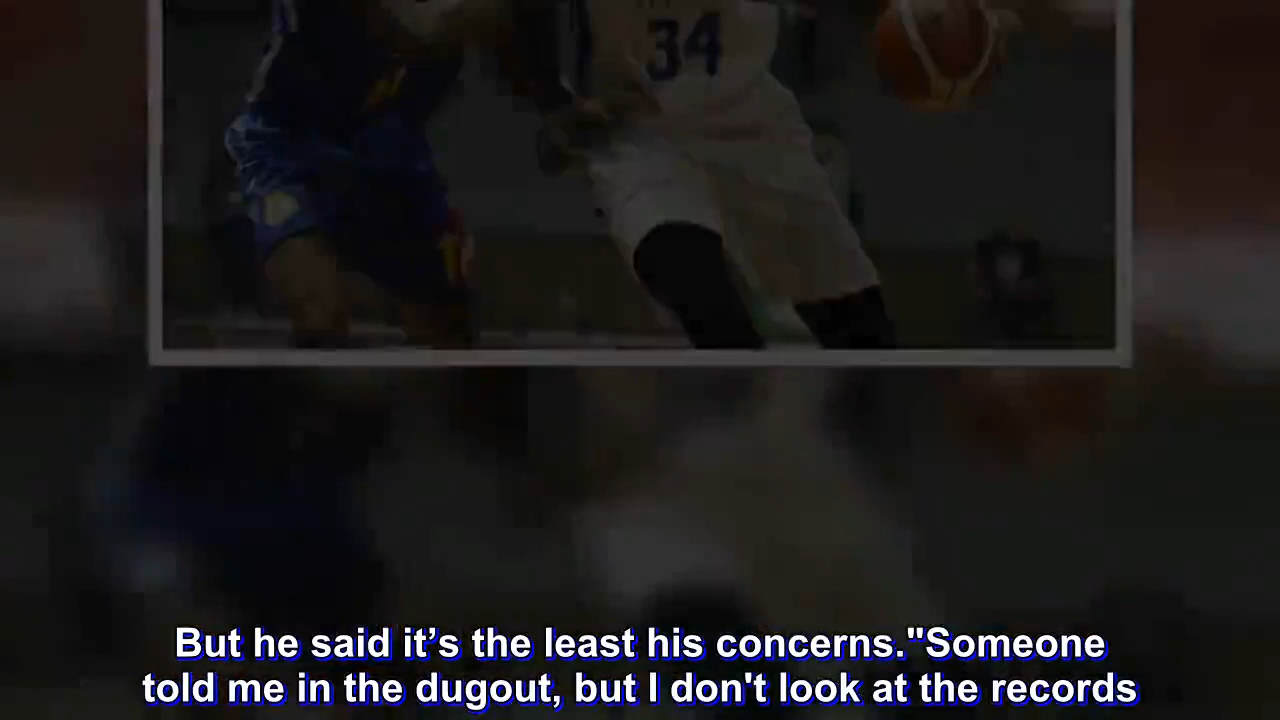 34
But he said it’s the least his concerns."Someone
told me in the dugout, but I don't look at the records